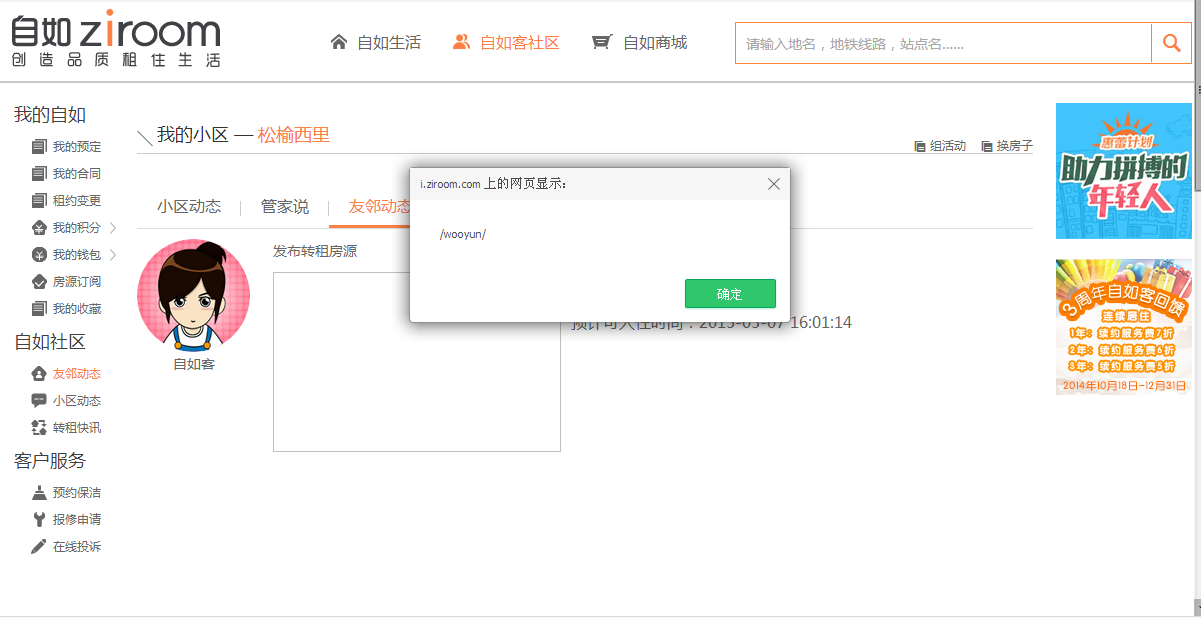 自如 ziroom
创造品质租住生活
自如生活
自如客社区
自如商城
请输入地名，地铁线路，站点名......
我的自如
我的预定
我的合同
租约变更
我的积分
我的钱包
房源订阅
我的收藏
自如社区
友邻动态
小区动态
转租快讯
客户服务
预约保洁
报修申请
在线投诉
我的小区 — 松榆西里
组活动
换房子
小区动态
管家说
友邻动态
自如客
发布转租房源
i.ziroom.com 上的网页显示：
/wooyun/
确定
预计可入住时间：2015-05-07 16:01:14
惠蕾计划
助力拼搏的
年轻人
3周年自如客回馈
连续居住
1年：续约服务费7折
2年：续约服务费6折
3年：续约服务费5折
2014年10月18日-12月31日